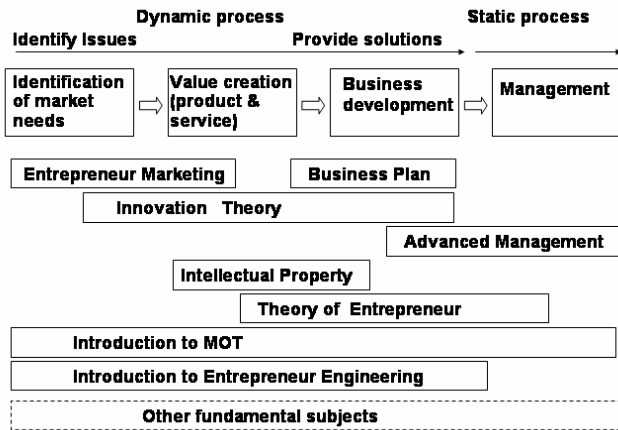 Dynamic process
Static process
Identify Issues
Provide solutions
Identification
of market
needs
Value creation
(product &
service)
Business
development
Management
Entrepreneur Marketing
Business Plan
Innovation Theory
Advanced Management
Intellectual Property
Theory of Entrepreneur
Introduction to MOT
Introduction to Entrepreneur Engineering
Other fundamental subjects